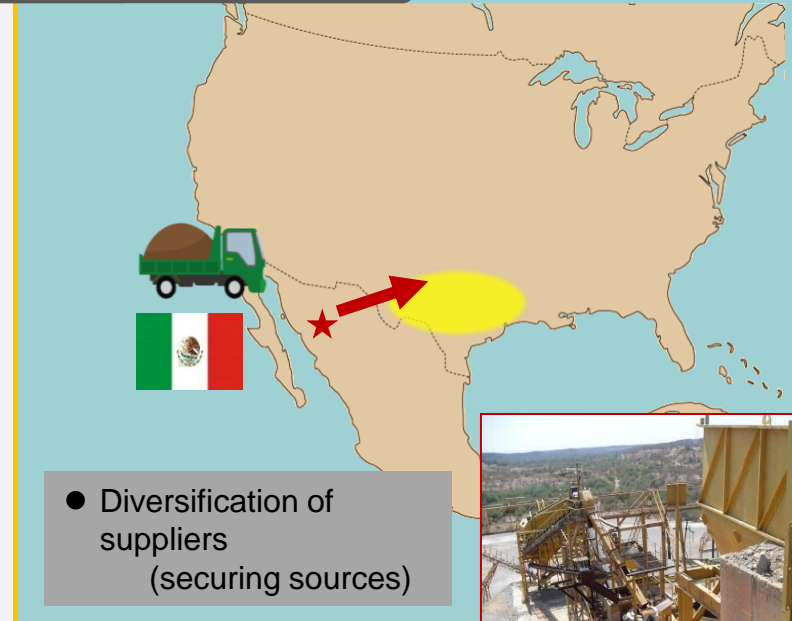 ● Diversification of
suppliers
(securing sources)